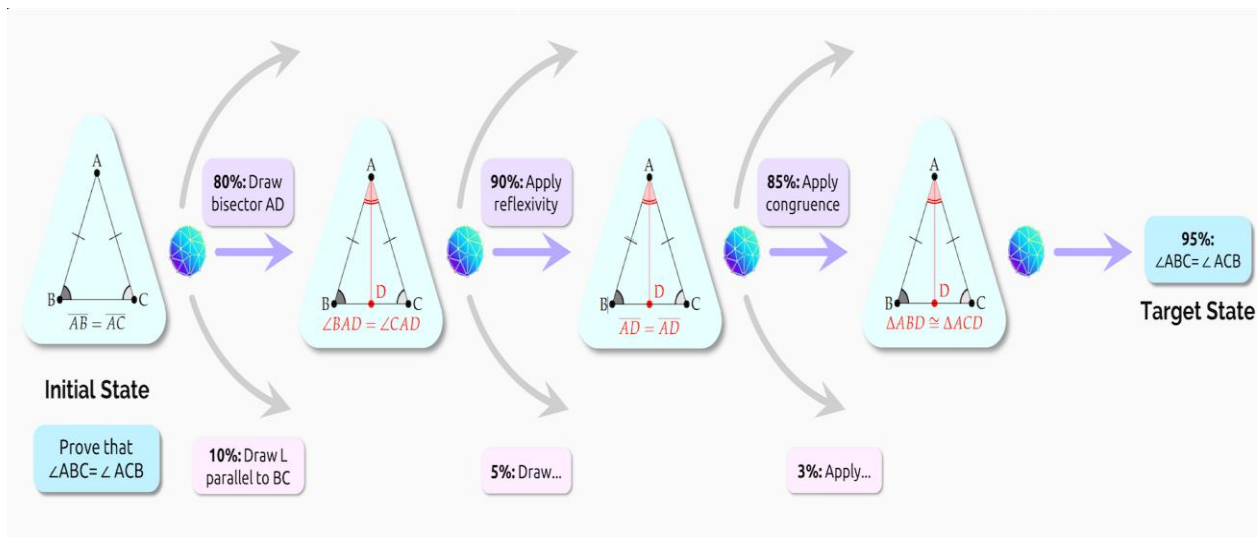 A
B
C
AB = AC
Initial State
Prove that
∠ABC= ∠ ACB
80%: Draw
bisector AD
10%: Draw L
parallel to BC
A
B
D
C
∠BAD = ∠CAD
90%: Apply
reflexivity
5%: Draw...
A
B
D
C
AD = AD
85%: Apply
congruence
3%: Apply...
A
B
D
C
ΔABD ≅ ΔACD
95%:
∠ABC= ∠ ACB
Target State